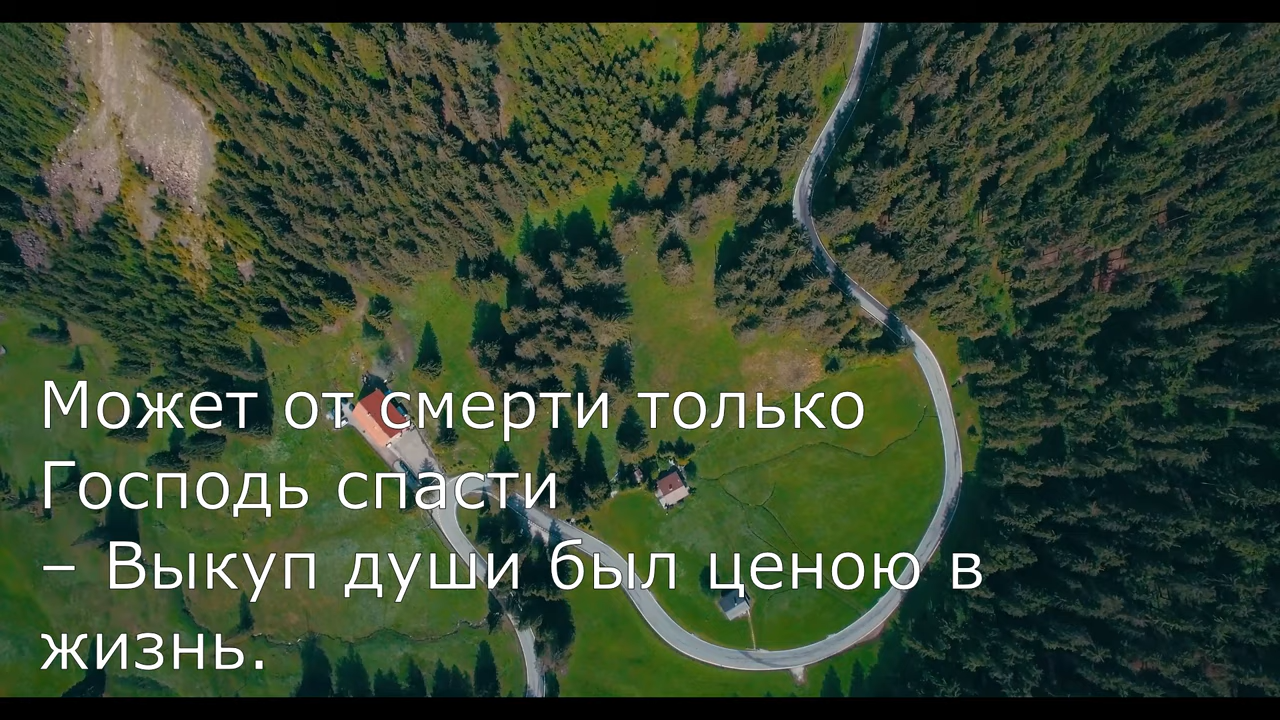 Может от смерти только
Господь спасти
– Выкуп души был ценою в
жизнь.